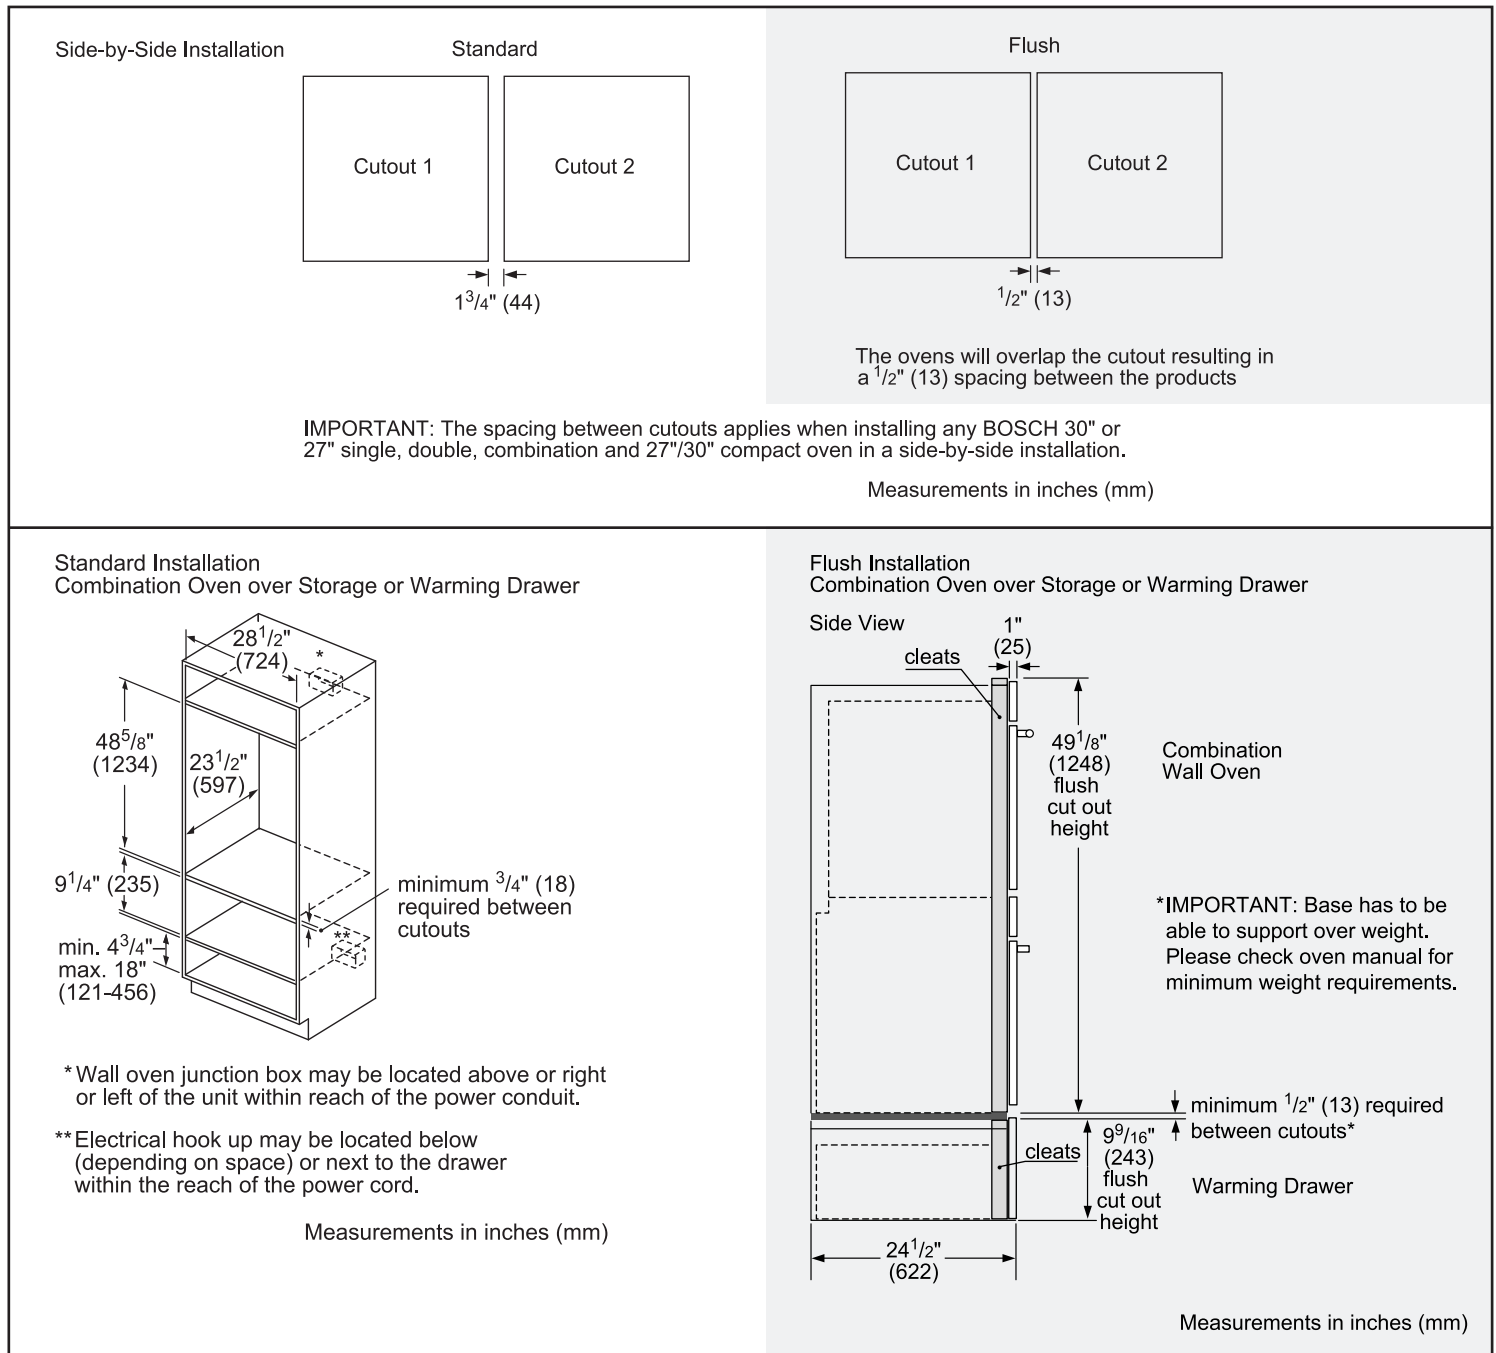 Side-by-Side Installation
Standard
Cutout 1
Cutout 2
1 3/4" (44)
Flush
Cutout 1
Cutout 2
1/2" (13)
The ovens will overlap the cutout resulting in
a 1/2" (13) spacing between the products
IMPORTANT: The spacing between cutouts applies when installing any BOSCH 30" or
27" single, double, combination and 27"/30" compact oven in a side-by-side installation.
Measurements in inches (mm)
Standard Installation
Combination Oven over Storage or Warming Drawer
28 1/2"
(724)
*
48 5/8"
(1234)
23 1/2"
(597)
9 1/4" (235)
minimum 3/4" (18)
required between
cutouts
**
min. 4 3/4"–
max. 18"
(121-456)
* Wall oven junction box may be located above or right
or left of the unit within reach of the power conduit.
** Electrical hook up may be located below
(depending on space) or next to the drawer
within the reach of the power cord.
Measurements in inches (mm)
Flush Installation
Combination Oven over Storage or Warming Drawer
Side View
1"
(25)
cleats
49 1/8"
(1248)
flush
cut out
height
Combination
Wall Oven
*IMPORTANT: Base has to be
able to support over weight.
Please check oven manual for
minimum weight requirements.
minimum 1/2" (13) required
between cutouts*
cleats
9 9/16"
(243)
flush
cut out
height
Warming Drawer
24 1/2"
(622)
Measurements in inches (mm)